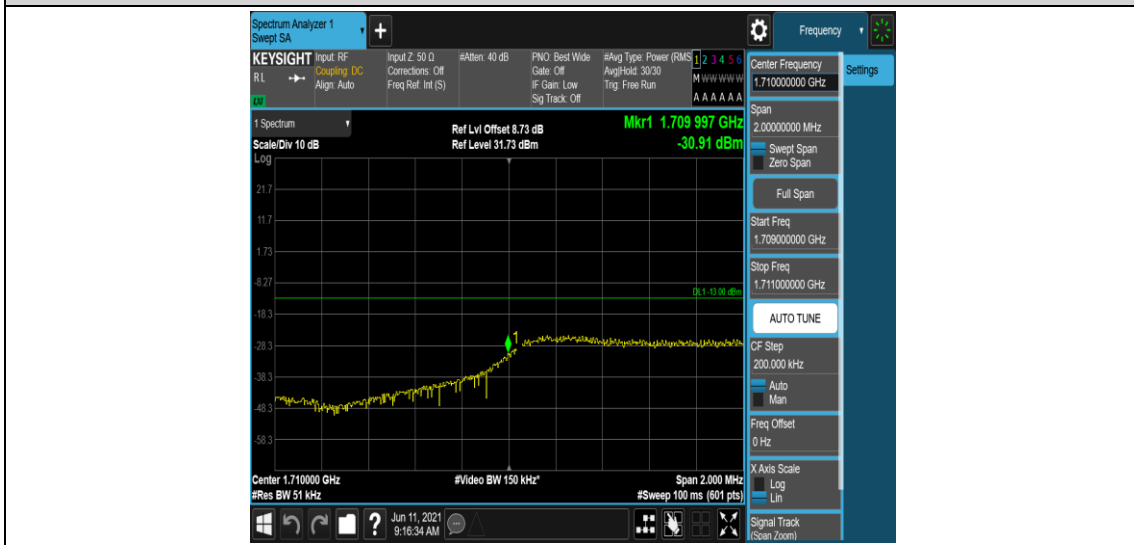 Spectrum Analyzer 1
Swept SA
+
Frequency
KEYSIGHT
RL
Input: RF
Coupling: DC
Align: Auto
Input Z: 50 Ω
Corrections: Off
Freq Ref: Int (S)
#Atten: 40 dB
PNO: Best Wide
Gate: Off
IF Gain: Low
Sig Track: Off
#Avg Type: Power (RMS
Avg|Hold: 30/30
Trig: Free Run
1 2 3 4 5 6
M W W W W W
A A A A A A
1 Spectrum
Scale/Div 10 dB
Ref Lvl Offset 8.73 dB
Ref Level 31.73 dBm
Mkr1 1.709 997 GHz
-30.91 dBm
Log
21.7
11.7
1.73
-8.27
DL1 -13.00 dBm
-18.3
1
-28.3
-38.3
-48.3
-58.3
Center 1.710000 GHz
#Res BW 51 kHz
#Video BW 150 kHz*
Span 2.000 MHz
#Sweep 100 ms (601 pts)
?
Jun 11, 2021
9:16:34 AM
Center Frequency
1.710000000 GHz
Settings
Span
2.00000000 MHz
Swept Span
Zero Span
Full Span
Start Freq
1.709000000 GHz
Stop Freq
1.711000000 GHz
AUTO TUNE
CF Step
200.000 kHz
Auto
Man
Freq Offset
0 Hz
X Axis Scale
Log
Lin
Signal Track
(Span Zoom)